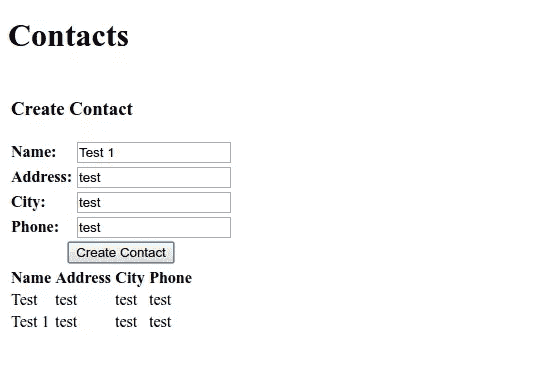 Contacts
Create Contact
Name: Test 1
Address: test
City: test
Phone: test
Create Contact
Name Address City Phone
Test test test test
Test 1 test test test